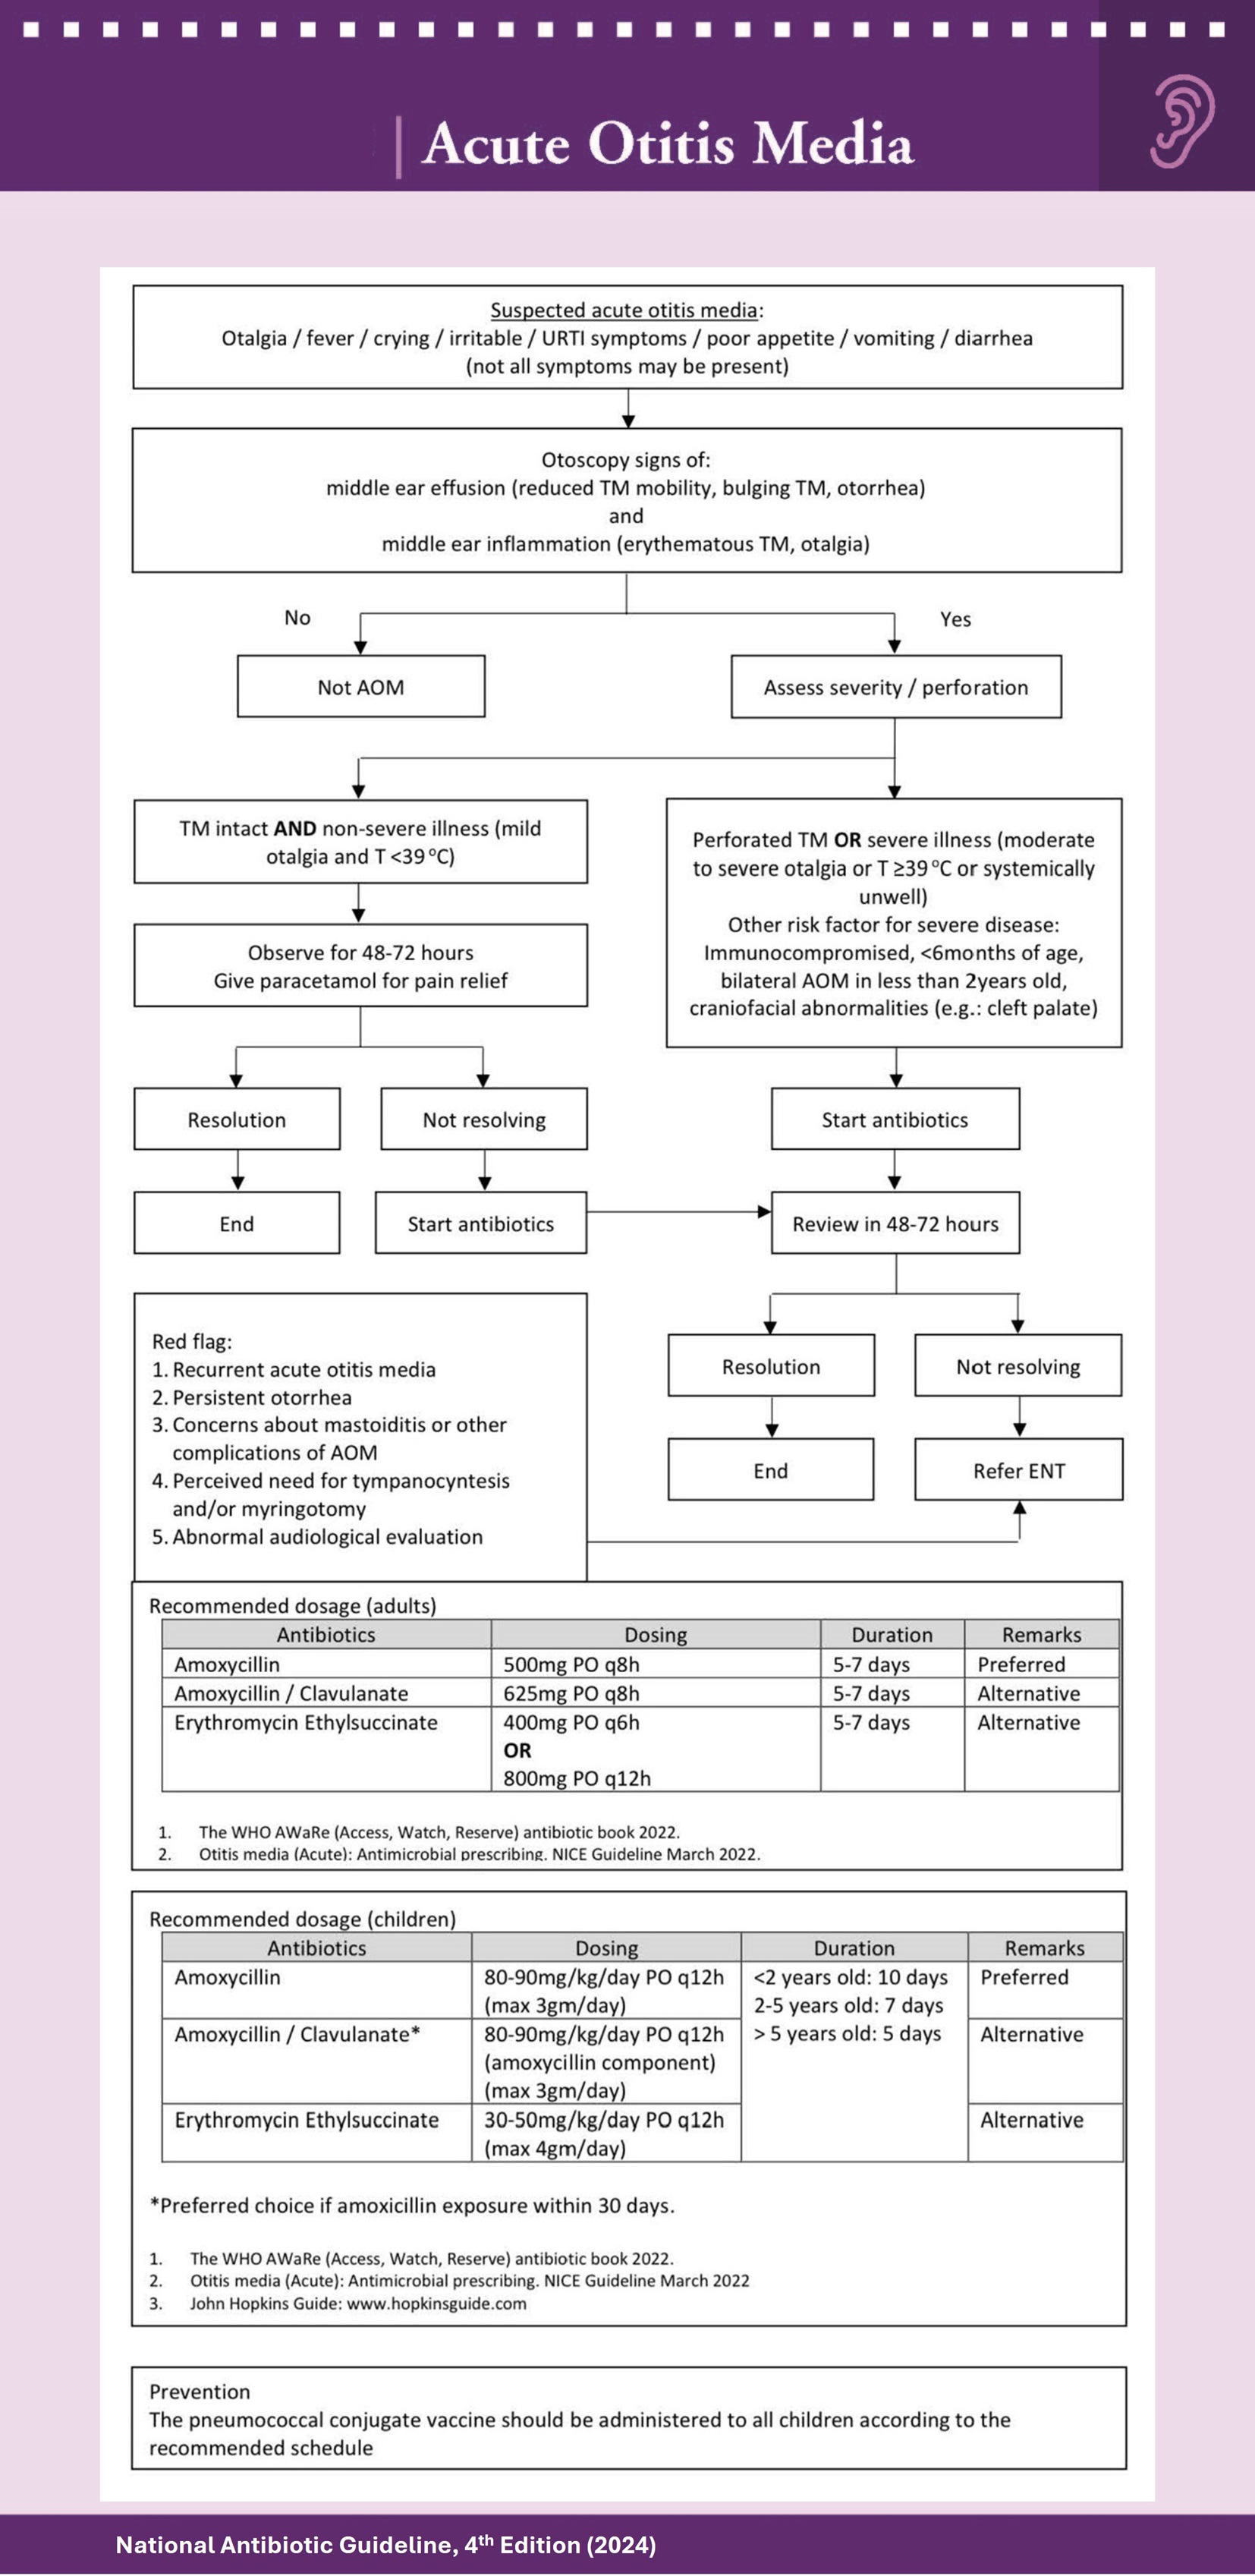 Acute Otitis Media
Suspected acute otitis media:
Otalgia / fever / crying / irritable / URTI symptoms / poor appetite / vomiting / diarrhea
(not all symptoms may be present)
Otoscopy signs of:
middle ear effusion (reduced TM mobility, bulging TM, otorrhea)
and
middle ear inflammation (erythematous TM, otalgia)
No
Yes
Not AOM
Assess severity / perforation
TM intact AND non-severe illness (mild
otalgia and T <39 °C)
Perforated TM OR severe illness (moderate
to severe otalgia or T ≥39 °C or systemically
unwell)
Other risk factor for severe disease:
Immunocompromised, <6months of age,
bilateral AOM in less than 2years old,
craniofacial abnormalities (e.g.: cleft palate)
Observe for 48-72 hours
Give paracetamol for pain relief
Resolution
Not resolving
Start antibiotics
End
Start antibiotics
Review in 48-72 hours
Red flag:
1. Recurrent acute otitis media
2. Persistent otorrhea
3. Concerns about mastoiditis or other
complications of AOM
4. Perceived need for tympanocyntesis
and/or myringotomy
5. Abnormal audiological evaluation
Resolution
Not resolving
End
Refer ENT
Recommended dosage (adults)
Antibiotics Dosing Duration Remarks
Amoxycillin 500mg PO q8h 5-7 days Preferred
Amoxycillin / Clavulanate 625mg PO q8h 5-7 days Alternative
Erythromycin Ethylsuccinate 400mg PO q6h 5-7 days Alternative
OR
800mg PO q12h
1. The WHO AWaRe (Access, Watch, Reserve) antibiotic book 2022.
2. Otitis media (Acute): Antimicrobial prescribing. NICE Guideline March 2022.
Recommended dosage (children)
Antibiotics Dosing Duration Remarks
Amoxycillin 80-90mg/kg/day PO q12h <2 years old: 10 days Preferred
(max 3gm/day) 2-5 years old: 7 days
Amoxycillin / Clavulanate* 80-90mg/kg/day PO q12h > 5 years old: 5 days Alternative
(amoxycillin component)
(max 3gm/day)
Erythromycin Ethylsuccinate 30-50mg/kg/day PO q12h Alternative
(max 4gm/day)
*Preferred choice if amoxicillin exposure within 30 days.
1. The WHO AWaRe (Access, Watch, Reserve) antibiotic book 2022.
2. Otitis media (Acute): Antimicrobial prescribing. NICE Guideline March 2022
3. John Hopkins Guide: www.hopkinsguide.com
Prevention
The pneumococcal conjugate vaccine should be administered to all children according to the
recommended schedule
National Antibiotic Guideline, 4th Edition (2024)